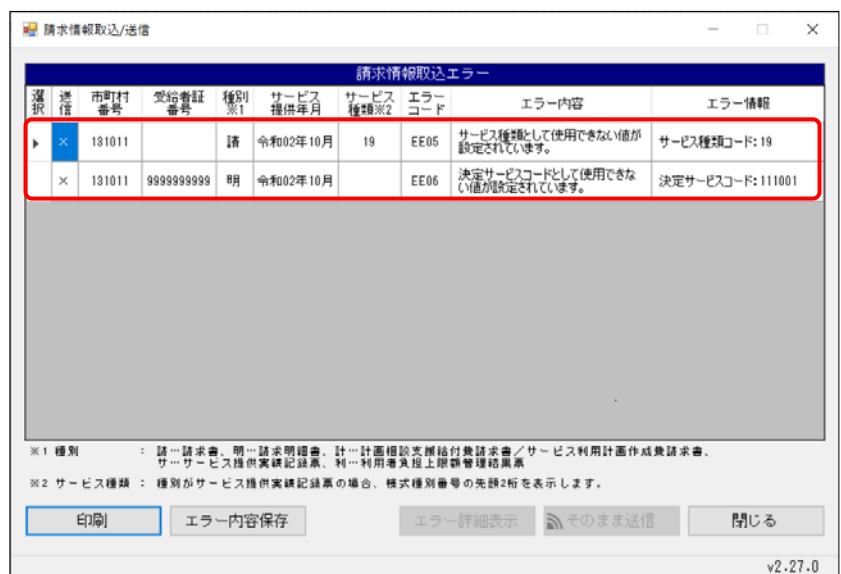 請求情報取込/送信
請求情報取込エラー
選択 送信 市町村番号 受給者証番号 種別※1 サービス提供年月 サービス種類※2 エラーコード エラー内容 エラー情報
× 131011 請 令和02年10月 19 EE05 サービス種類として使用できない値が設定されています。 サービス種類コード:19
× 131011 9999999999 明 令和02年10月 EE06 決定サービスコードとして使用できない値が設定されています。 決定サービスコード:111001
※1 種別 : 請…請求書、明…請求明細書、計…計画相談支援給付費請求書/サービス利用計画作成費請求書、
サ…サービス提供実績記録票、利…利用者負担上限額管理結果票
※2 サービス種類 : 種別がサービス提供実績記録票の場合、様式種別番号の先頭2桁を表示します。
印刷 エラー内容保存 エラー詳細表示 そのまま送信 閉じる
v2.27.0